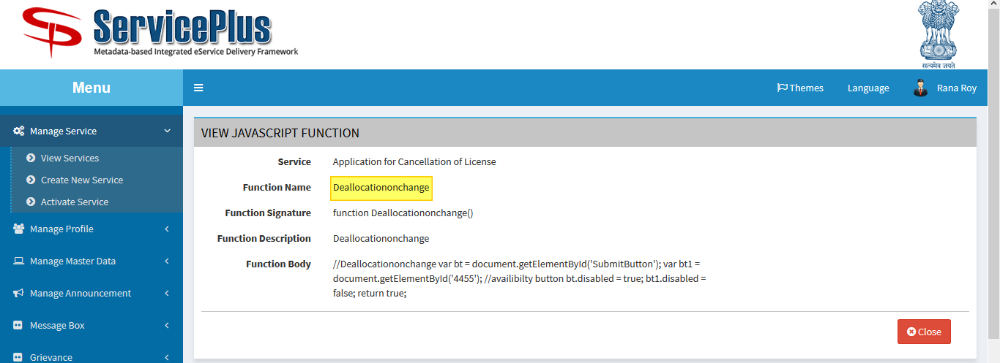 ServicePlus
Metadata-based Integrated eService Delivery Framework
सत्यमेव जयते
Menu
Themes
Language
Rana Roy
Manage Service
View Services
Create New Service
Activate Service
Manage Profile
Manage Master Data
Manage Announcement
Message Box
Grievance
VIEW JAVASCRIPT FUNCTION
Service Application for Cancellation of License
Function Name Deallocationonchange
Function Signature function Deallocationonchange()
Function Description Deallocationonchange
Function Body //Deallocationonchange var bt = document.getElementById('SubmitButton'); var bt1 =
document.getElementById('4455'); //availibilty button bt.disabled = true; bt1.disabled =
false; return true;
Close